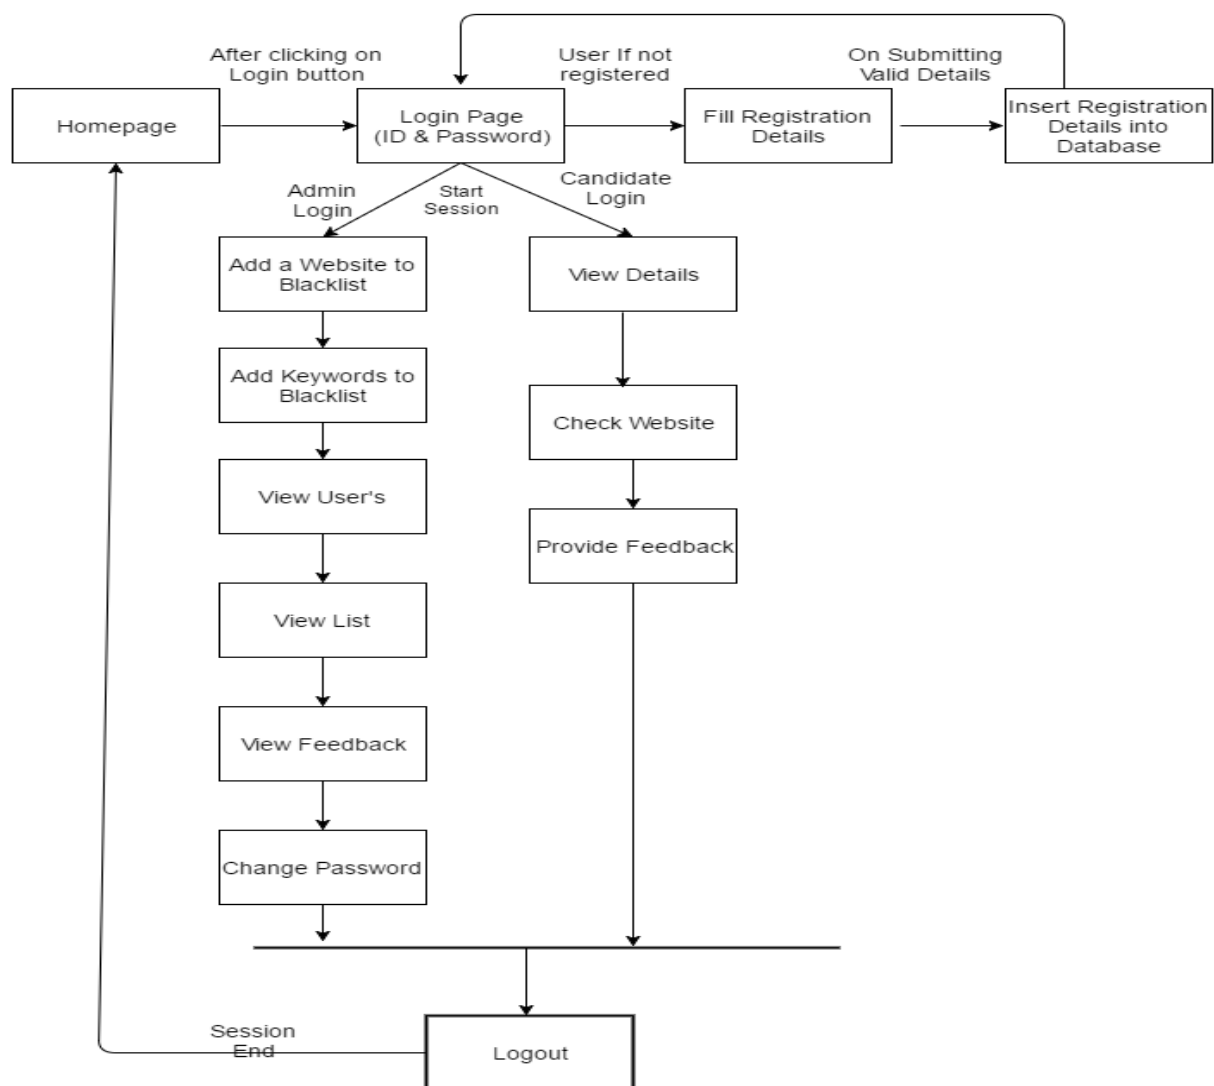 After clicking on
Login button
User If not
registered
On Submitting
Valid Details
Homepage
Login Page
(ID & Password)
Fill Registration
Details
Insert Registration
Details into
Database
Admin
Login
Start
Session
Candidate
Login
Add a Website to
Blacklist
View Details
Add Keywords to
Blacklist
Check Website
View User's
Provide Feedback
View List
View Feedback
Change Password
Session
End
Logout